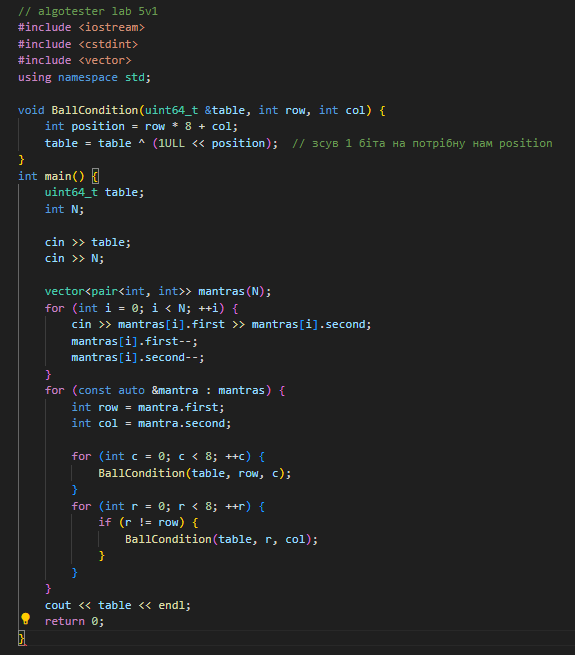 // algotester lab 5v1
#include <iostream>
#include <cstdint>
#include <vector>
using namespace std;

void BallCondition(uint64_t &table, int row, int col) {
    int position = row * 8 + col;
    table = table ^ (1ULL << position);  // зсув 1 біта на потрібну нам position
}
int main() {
    uint64_t table;
    int N;

    cin >> table;
    cin >> N;

    vector<pair<int, int>> mantras(N);
    for (int i = 0; i < N; ++i) {
        cin >> mantras[i].first >> mantras[i].second;
        mantras[i].first--;
        mantras[i].second--;
    }
    for (const auto &mantra : mantras) {
        int row = mantra.first;
        int col = mantra.second;

        for (int c = 0; c < 8; ++c) {
            BallCondition(table, row, c);
        }
        for (int r = 0; r < 8; ++r) {
            if (r != row) {
                BallCondition(table, r, col);
            }
        }
    }
    cout << table << endl;
    return 0;
}